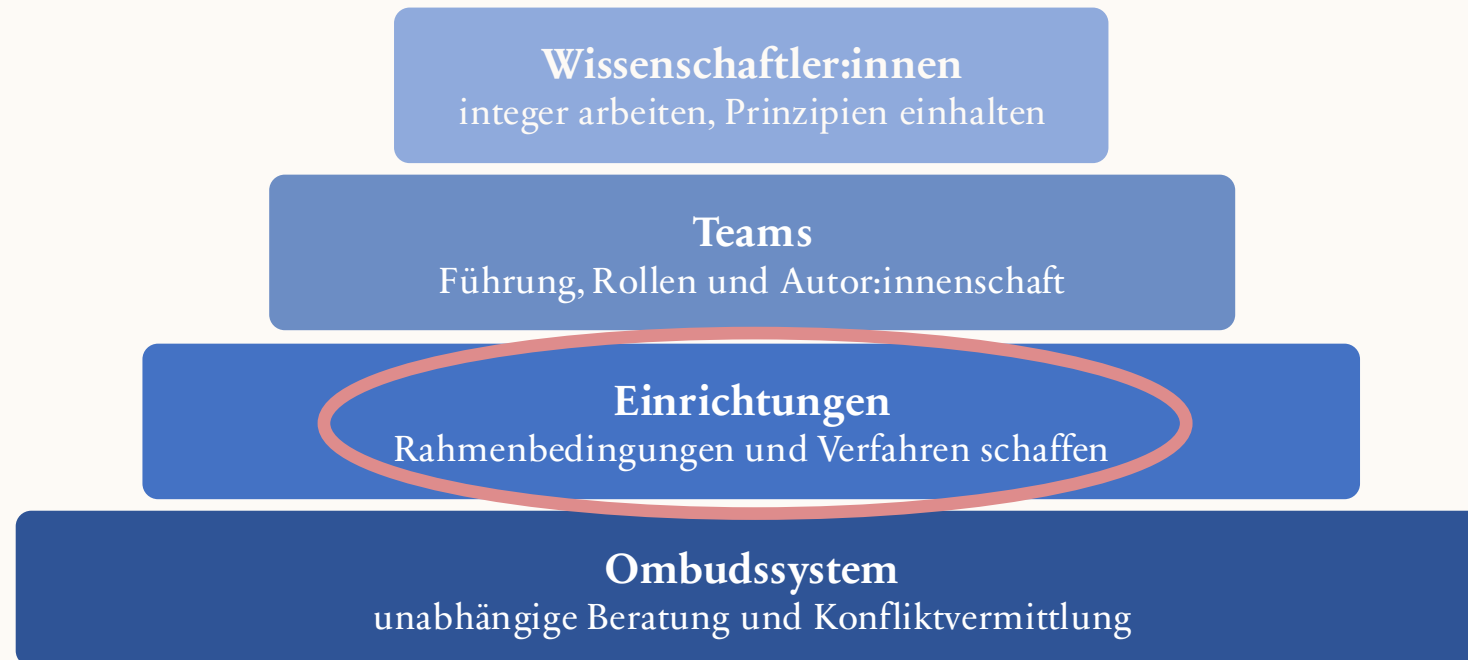 Wissenschaftler:innen
integer arbeiten, Prinzipien einhalten
Teams
Führung, Rollen und Autor:innenschaft
Einrichtungen
Rahmenbedingungen und Verfahren schaffen
Ombudssystem
unabhängige Beratung und Konfliktvermittlung